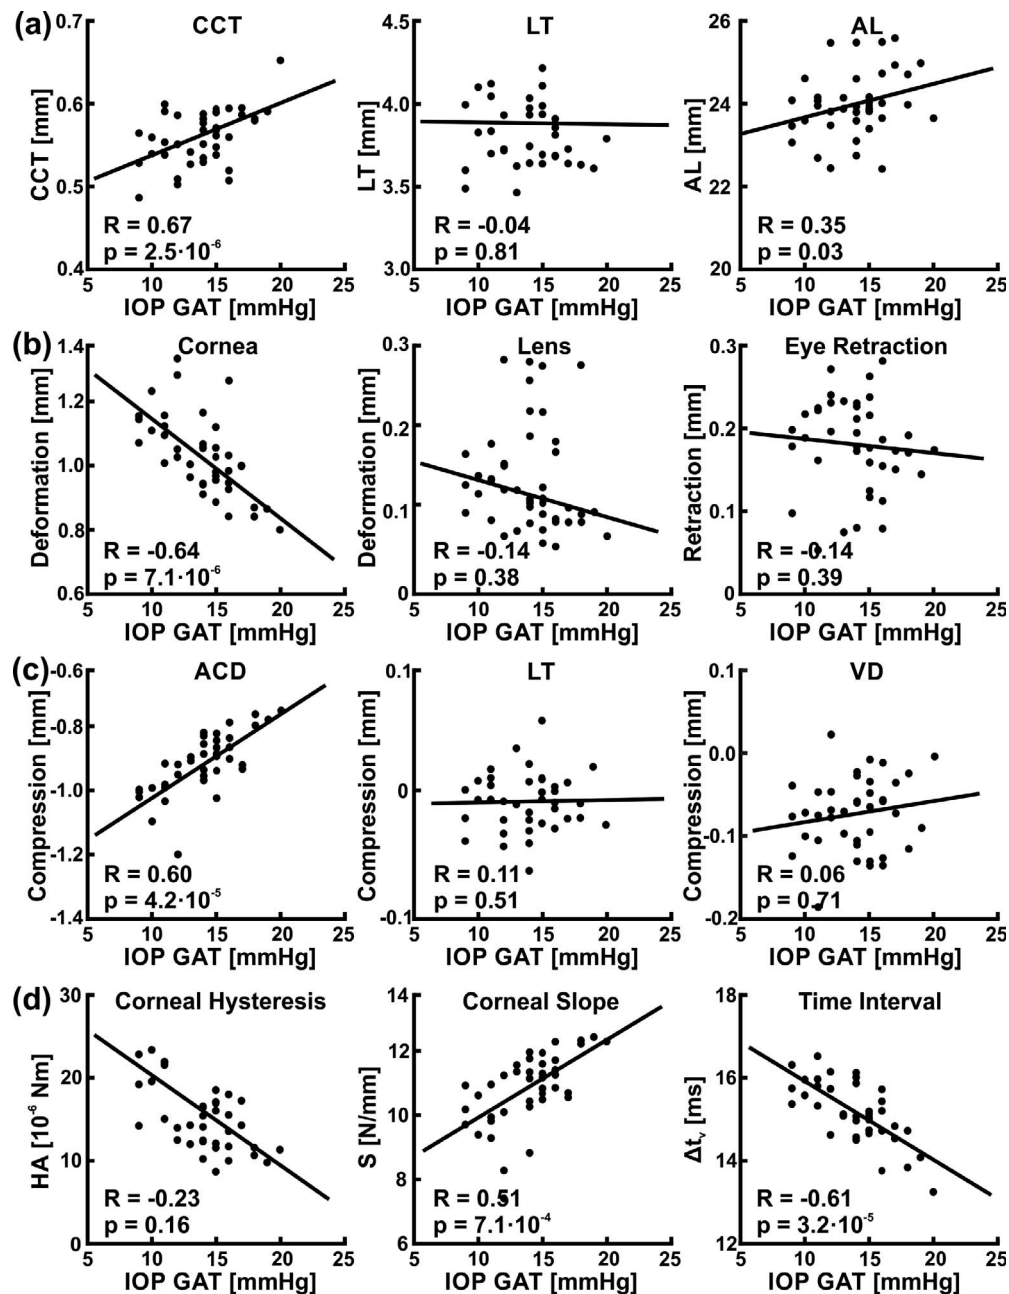 (a)
CCT
CCT [mm]
0.7
0.6
0.5
0.4
R = 0.67
p = 2.5·10⁻⁶
5 10 15 20 25
IOP GAT [mmHg]
LT
LT [mm]
4.5
4.0
3.5
3.0
R = -0.04
p = 0.81
5 10 15 20 25
IOP GAT [mmHg]
AL
AL [mm]
26
24
22
20
R = 0.35
p = 0.03
5 10 15 20 25
IOP GAT [mmHg]
(b)
Cornea
Deformation [mm]
1.4
1.2
1.0
0.8
0.6
R = -0.64
p = 7.1·10⁻⁶
5 10 15 20 25
IOP GAT [mmHg]
Lens
Deformation [mm]
0.3
0.2
0.1
0
R = -0.14
p = 0.38
5 10 15 20 25
IOP GAT [mmHg]
Eye Retraction
Retraction [mm]
0.3
0.2
0.1
0
R = -0.14
p = 0.39
5 10 15 20 25
IOP GAT [mmHg]
(c)
ACD
Compression [mm]
-0.6
-0.8
-1.0
-1.2
-1.4
R = 0.60
p = 4.2·10⁻⁵
5 10 15 20 25
IOP GAT [mmHg]
LT
Compression [mm]
0.1
0
-0.1
R = 0.11
p = 0.51
5 10 15 20 25
IOP GAT [mmHg]
VD
Compression [mm]
0.1
0.0
-0.1
-0.2
R = 0.06
p = 0.71
5 10 15 20 25
IOP GAT [mmHg]
(d)
Corneal Hysteresis
HA [10⁻⁶ Nm]
30
20
10
0
R = -0.23
p = 0.16
5 10 15 20 25
IOP GAT [mmHg]
Corneal Slope
S [N/mm]
14
12
10
8
6
R = 0.51
p = 7.1·10⁻⁴
5 10 15 20 25
IOP GAT [mmHg]
Time Interval
Δtᵥ [ms]
18
16
14
12
R = -0.61
p = 3.2·10⁻⁵
5 10 15 20 25
IOP GAT [mmHg]